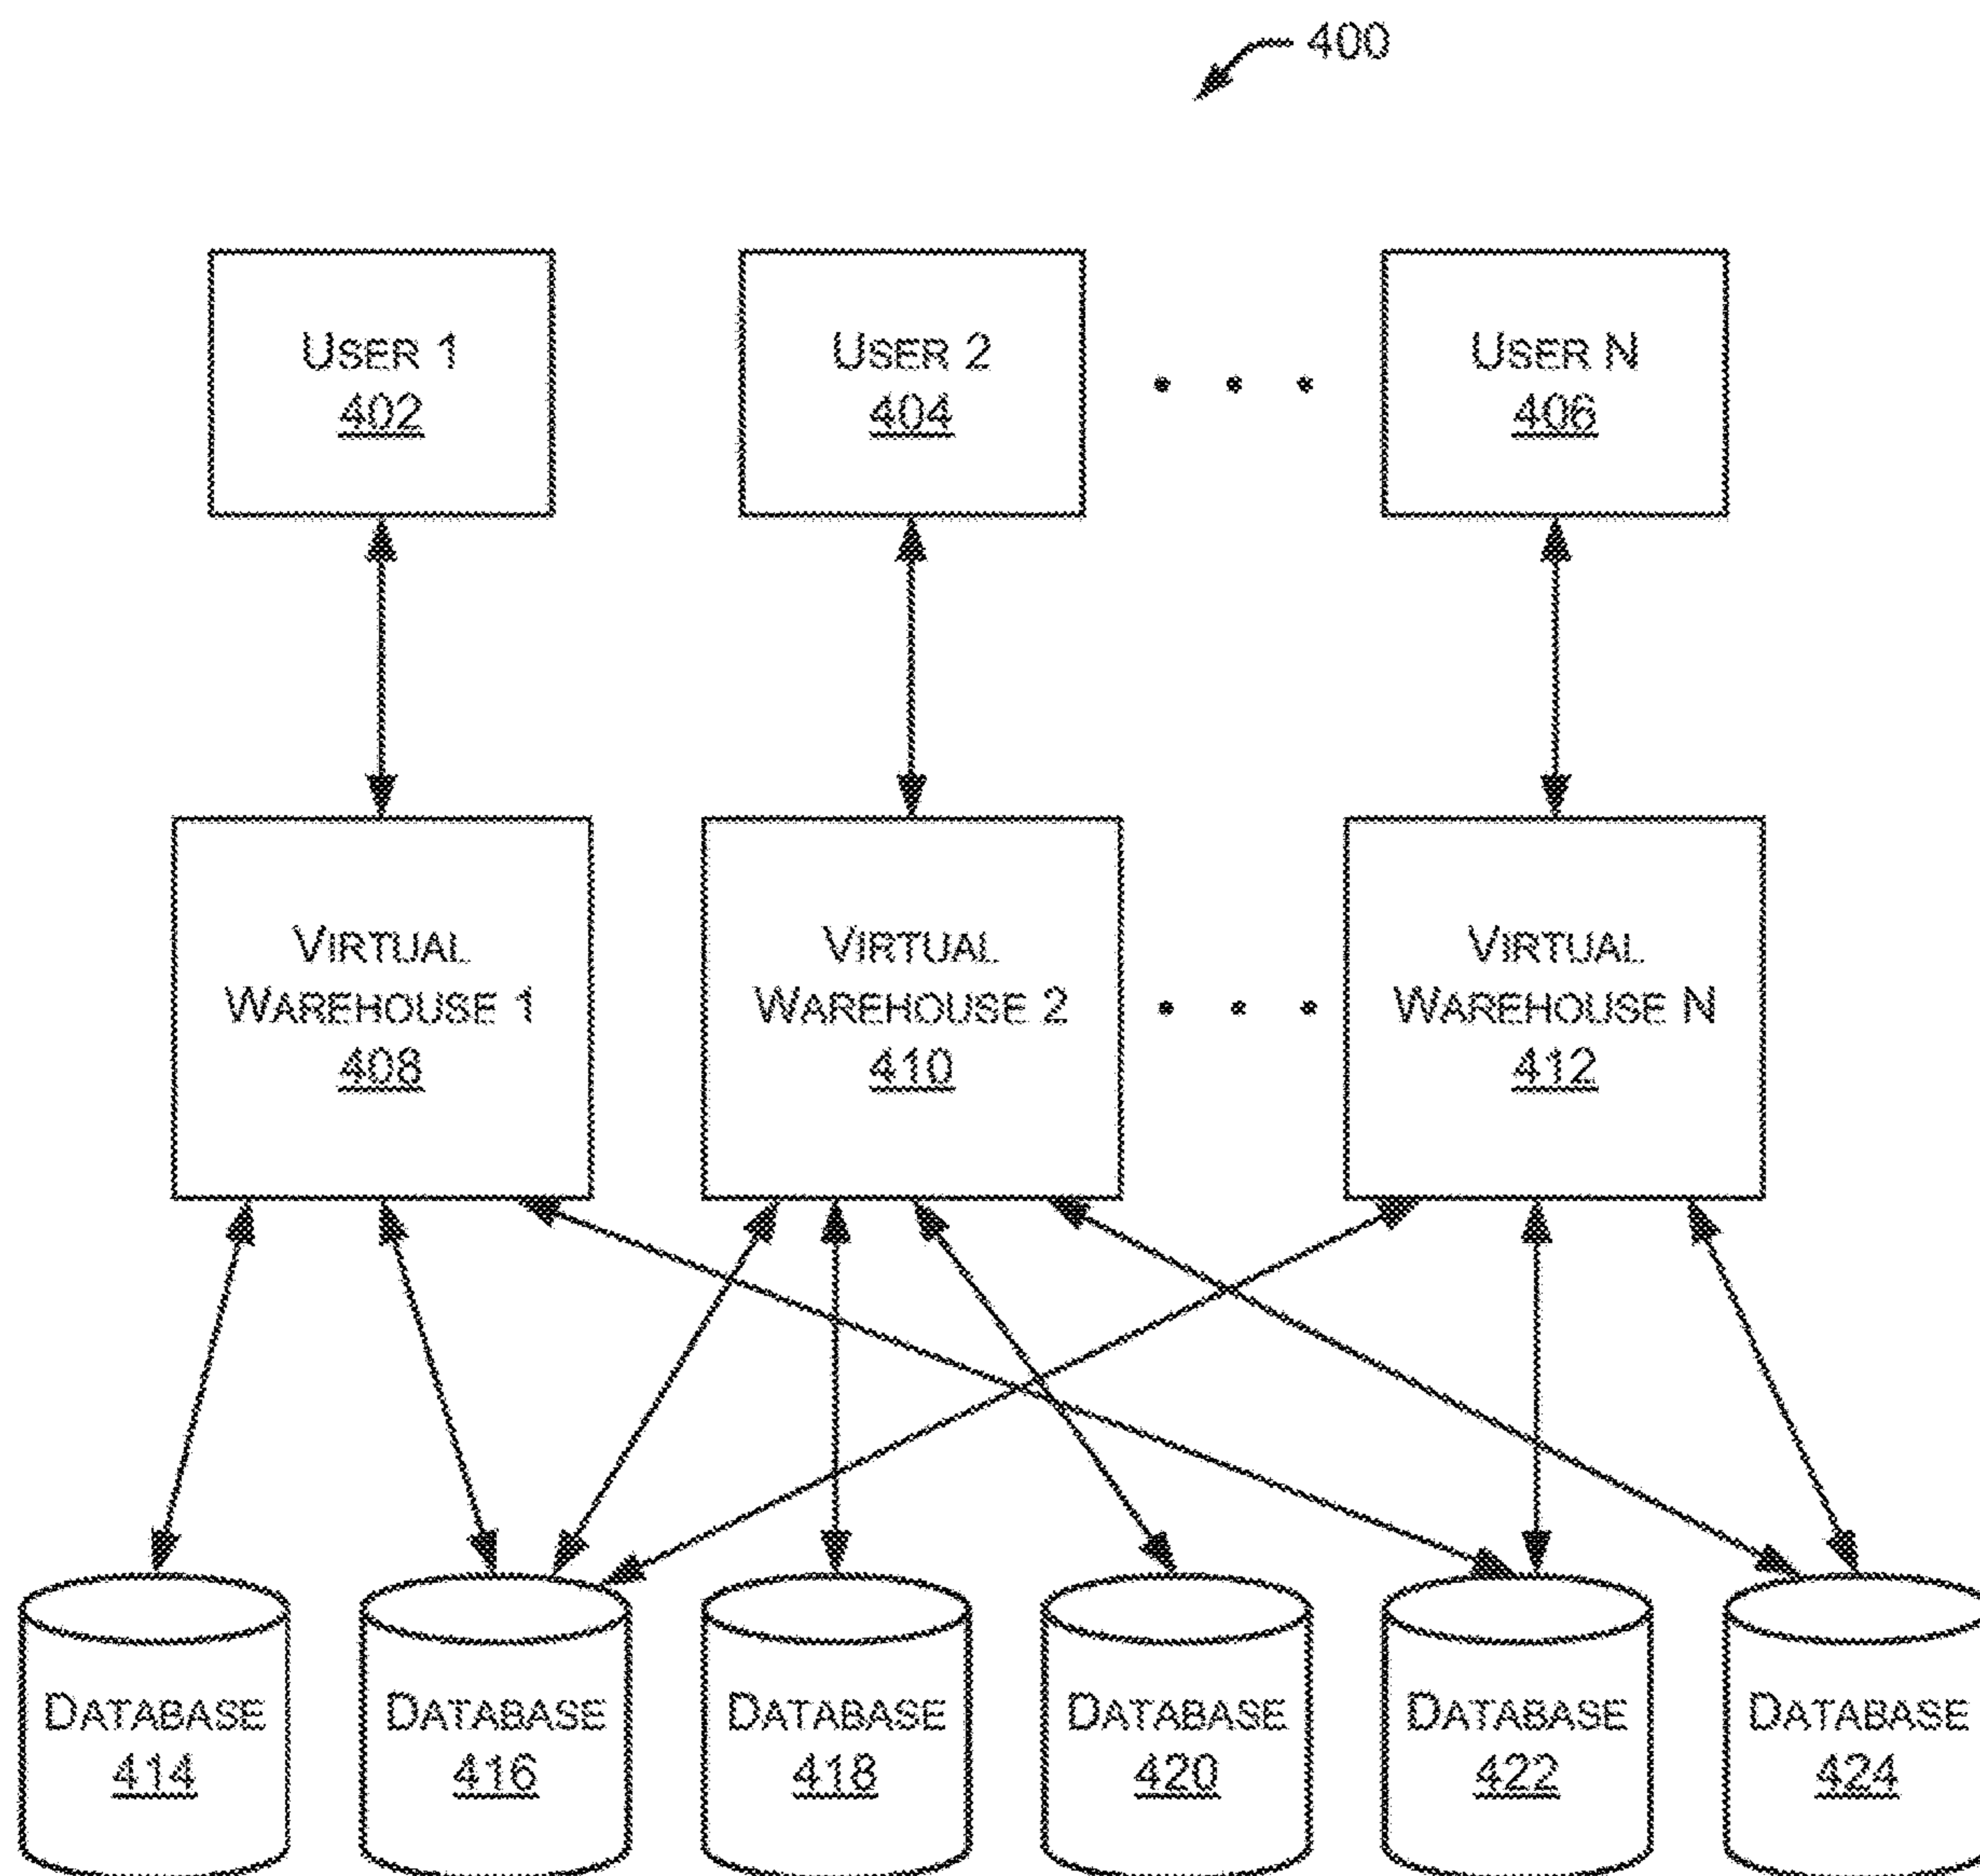 400
USER 1
402
USER 2
404
USER N
406
VIRTUAL
WAREHOUSE 1
408
VIRTUAL
WAREHOUSE 2
410
VIRTUAL
WAREHOUSE N
412
DATABASE
414
DATABASE
416
DATABASE
418
DATABASE
420
DATABASE
422
DATABASE
424